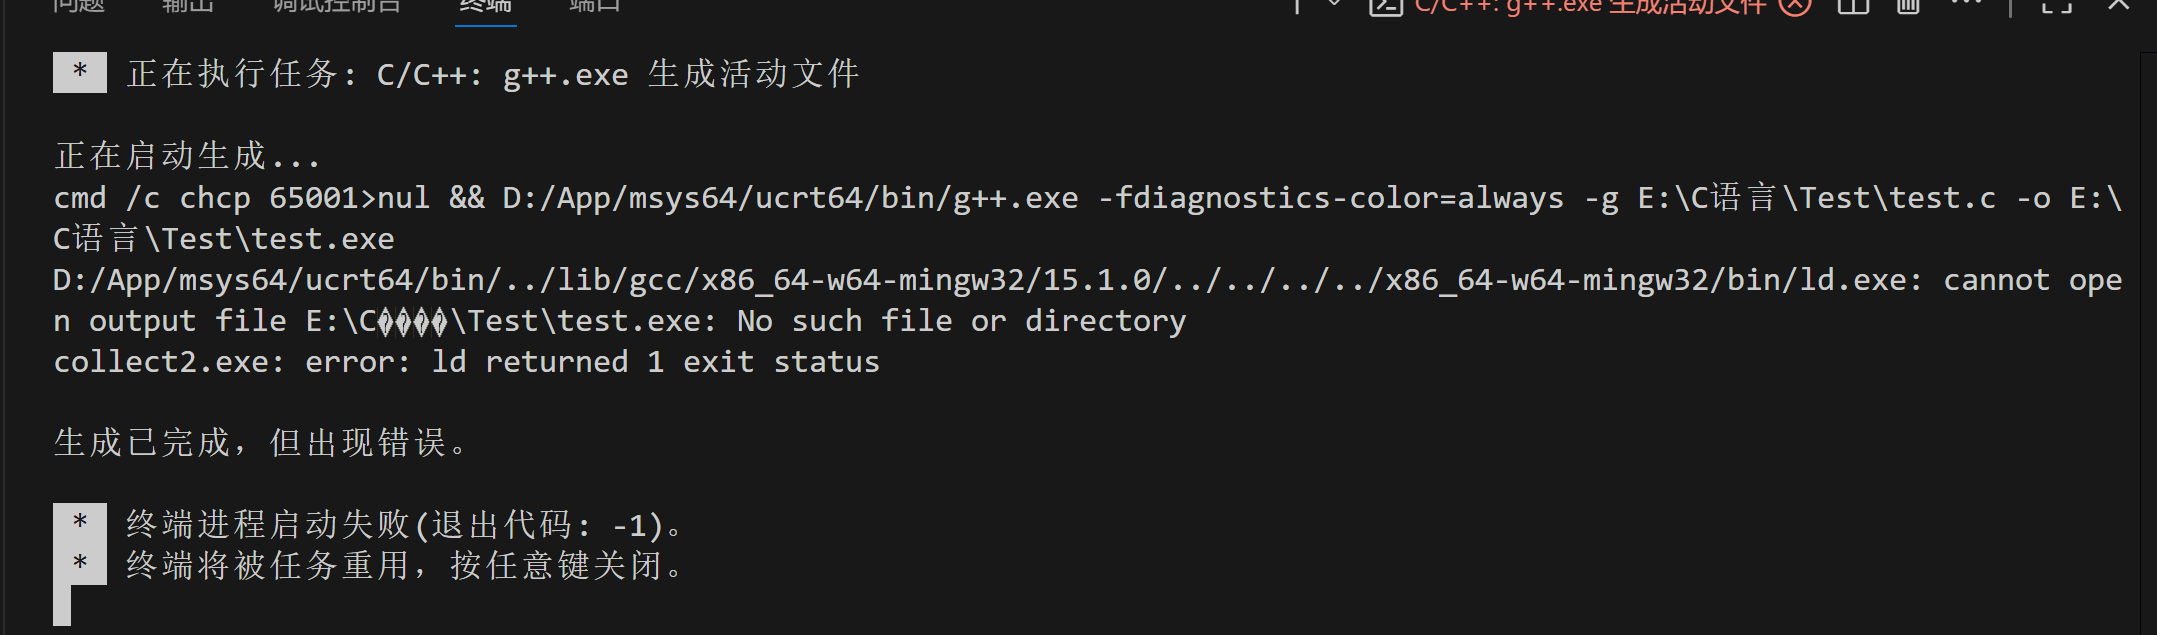 问题 输出 调试控制台 终端 端口 C/C++: g++.exe 生成活动文件
* 正在执行任务: C/C++: g++.exe 生成活动文件
正在启动生成...
cmd /c chcp 65001>nul && D:/App/msys64/ucrt64/bin/g++.exe -fdiagnostics-color=always -g E:\C语言\Test\test.c -o E:\
C语言\Test\test.exe
D:/App/msys64/ucrt64/bin/../lib/gcc/x86_64-w64-mingw32/15.1.0/../../../../x86_64-w64-mingw32/bin/ld.exe: cannot ope
n output file E:\C����\Test\test.exe: No such file or directory
collect2.exe: error: ld returned 1 exit status
生成已完成，但出现错误。
* 终端进程启动失败(退出代码: -1)。
* 终端将被任务重用，按任意键关闭。